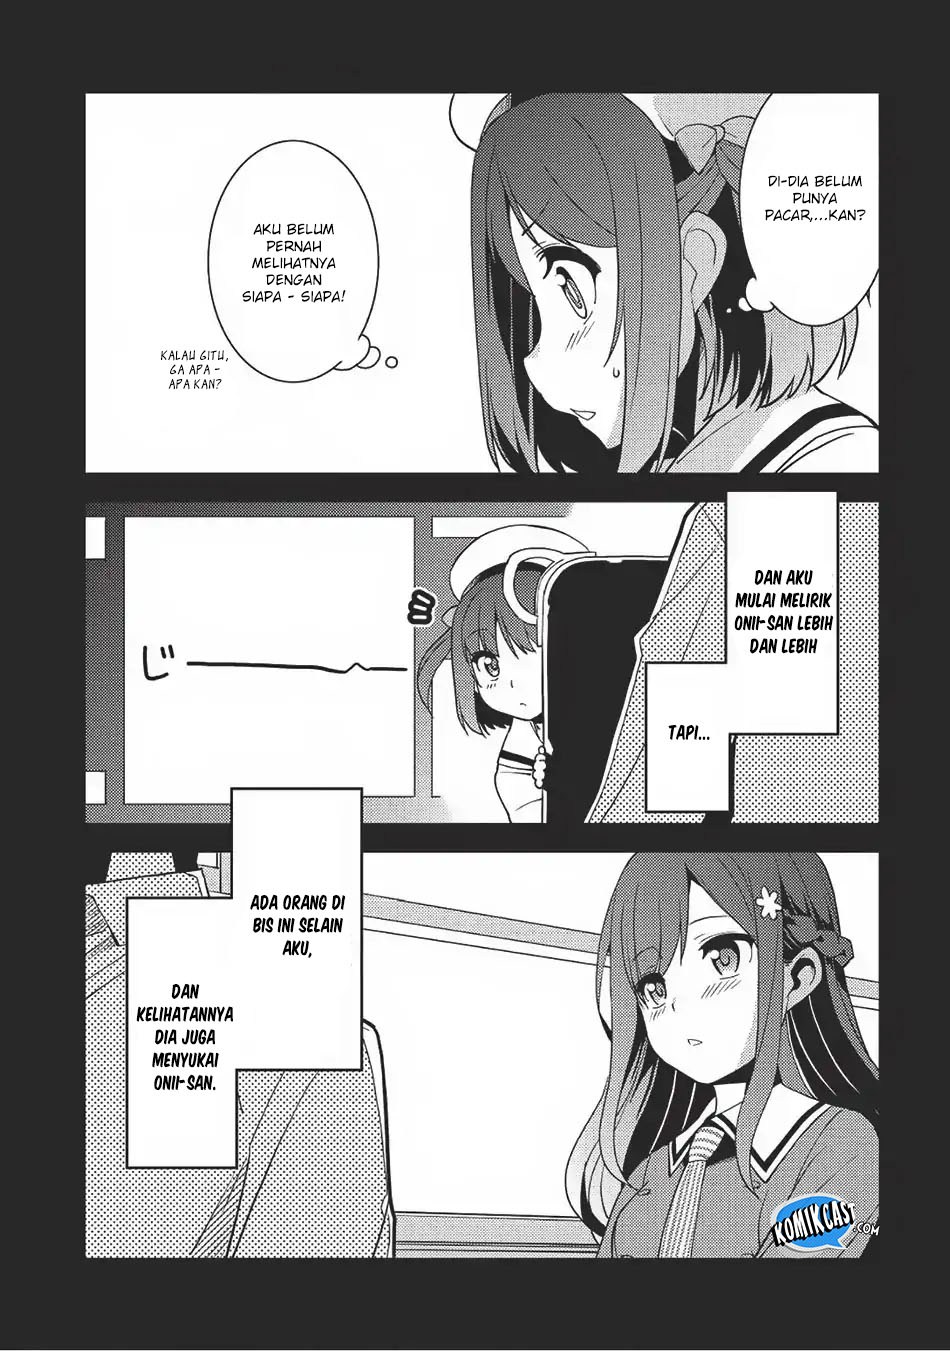 DI-DIA BELUM
PUNYA
PACAR,...KAN?
AKU BELUM
PERNAH
MELIHATNYA
DENGAN
SIAPA - SIAPA!
KALAU GITU,
GA APA -
APA KAN?
DAN AKU
MULAI MELIRIK
ONII-SAN LEBIH
DAN LEBIH
TAPI...
じー
ADA ORANG DI
BIS INI SELAIN
AKU,
DAN
KELIHATANNYA
DIA JUGA
MENYUKAI
ONII-SAN.
KOMIKCAST
.COM